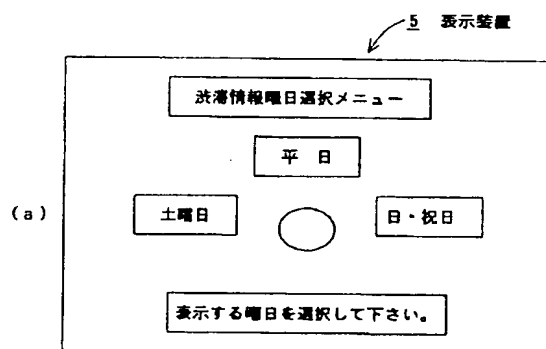 5 表示装置
渋滞情報曜日選択メニュー
平 日
(a)
土曜日
日・祝日
表示する曜日を選択して下さい。